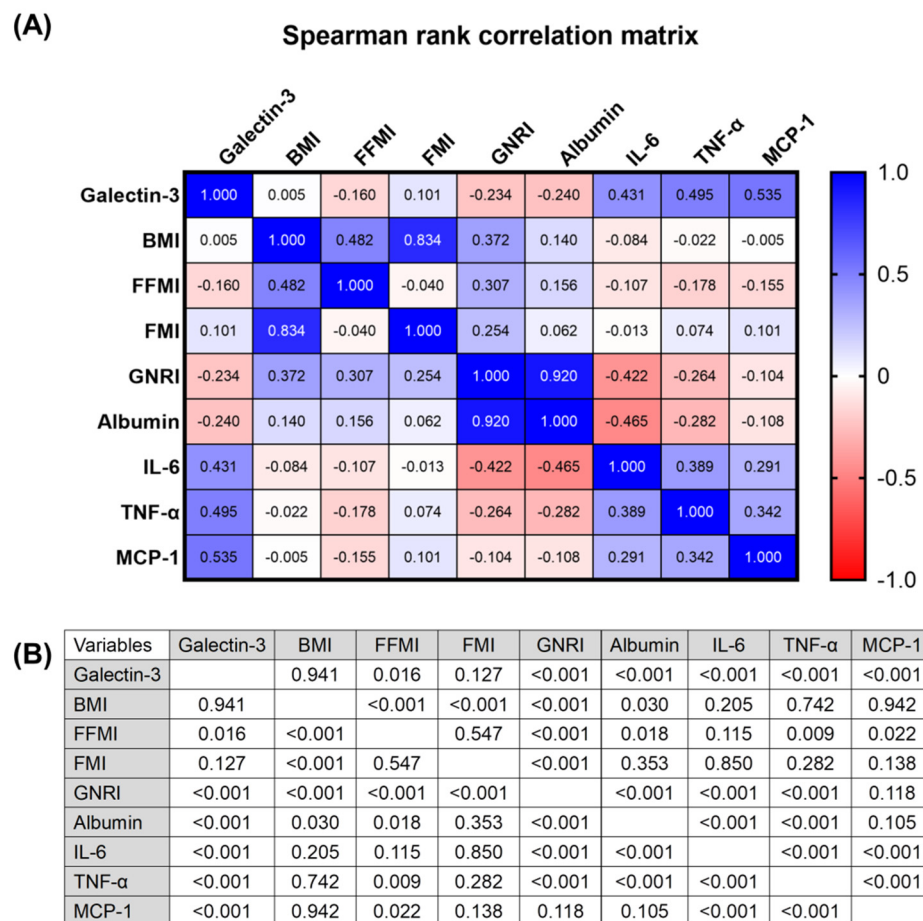 (A)
Spearman rank correlation matrix
Galectin-3 BMI FFMI FMI GNRI Albumin IL-6 TNF-α MCP-1
Galectin-3 1.000 0.005 -0.160 0.101 -0.234 -0.240 0.431 0.495 0.535
BMI 0.005 1.000 0.482 0.834 0.372 0.140 -0.084 -0.022 -0.005
FFMI -0.160 0.482 1.000 -0.040 0.307 0.156 -0.107 -0.178 -0.155
FMI 0.101 0.834 -0.040 1.000 0.254 0.062 -0.013 0.074 0.101
GNRI -0.234 0.372 0.307 0.254 1.000 0.920 -0.422 -0.264 -0.104
Albumin -0.240 0.140 0.156 0.062 0.920 1.000 -0.465 -0.282 -0.108
IL-6 0.431 -0.084 -0.107 -0.013 -0.422 -0.465 1.000 0.389 0.291
TNF-α 0.495 -0.022 -0.178 0.074 -0.264 -0.282 0.389 1.000 0.342
MCP-1 0.535 -0.005 -0.155 0.101 -0.104 -0.108 0.291 0.342 1.000
1.0
0.5
0
-0.5
-1.0
(B)
Variables Galectin-3 BMI FFMI FMI GNRI Albumin IL-6 TNF-α MCP-1
Galectin-3 0.941 0.016 0.127 <0.001 <0.001 <0.001 <0.001 <0.001
BMI 0.941 <0.001 <0.001 <0.001 0.030 0.205 0.742 0.942
FFMI 0.016 <0.001 0.547 <0.001 0.018 0.115 0.009 0.022
FMI 0.127 <0.001 0.547 <0.001 0.353 0.850 0.282 0.138
GNRI <0.001 <0.001 <0.001 <0.001 <0.001 <0.001 <0.001 0.118
Albumin <0.001 0.030 0.018 0.353 <0.001 <0.001 <0.001 0.105
IL-6 <0.001 0.205 0.115 0.850 <0.001 <0.001 <0.001 <0.001
TNF-α <0.001 0.742 0.009 0.282 <0.001 <0.001 <0.001 <0.001
MCP-1 <0.001 0.942 0.022 0.138 0.118 0.105 <0.001 <0.001